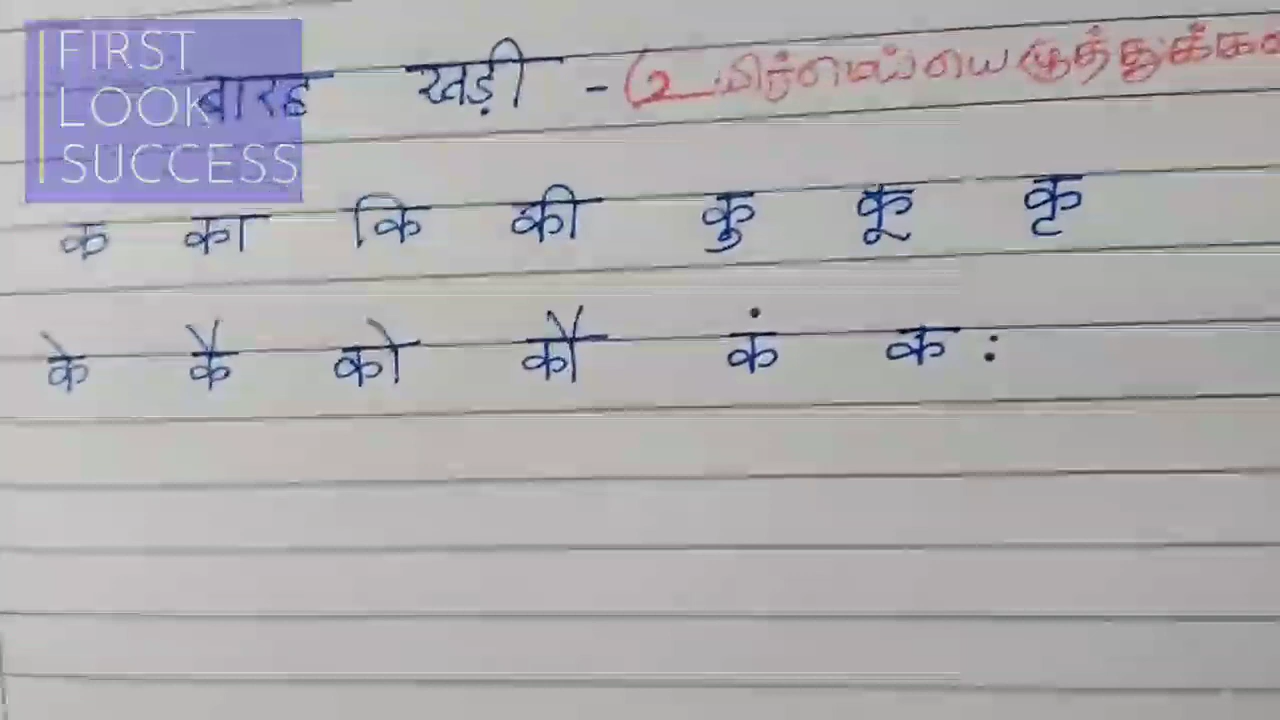 FIRST
LOOK
SUCCESS
बारह खड़ी - (உயிர்மெய்யெழுத்துக்கள்
क का कि की कु कू कृ
के कै को कौ कं क: